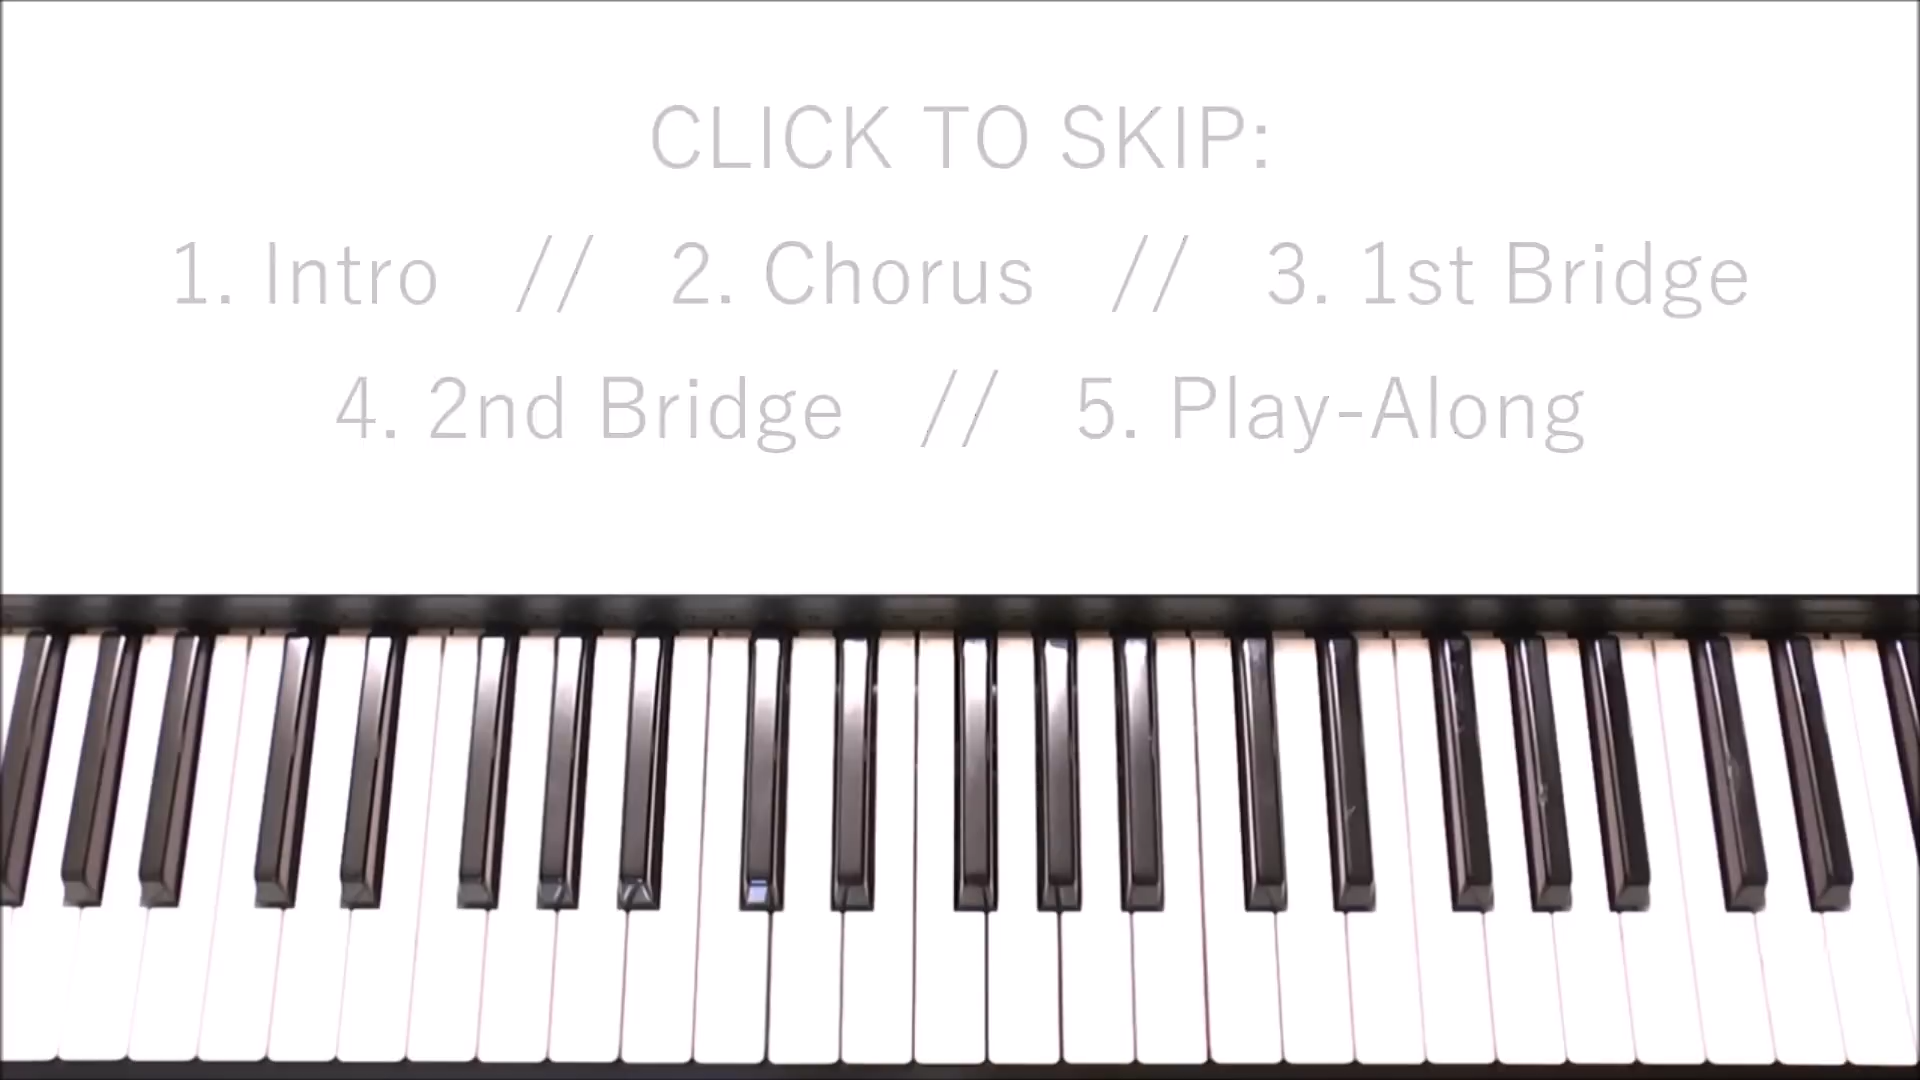 CLICK TO SKIP:
1. Intro // 2. Chorus // 3. 1st Bridge
4. 2nd Bridge // 5. Play-Along